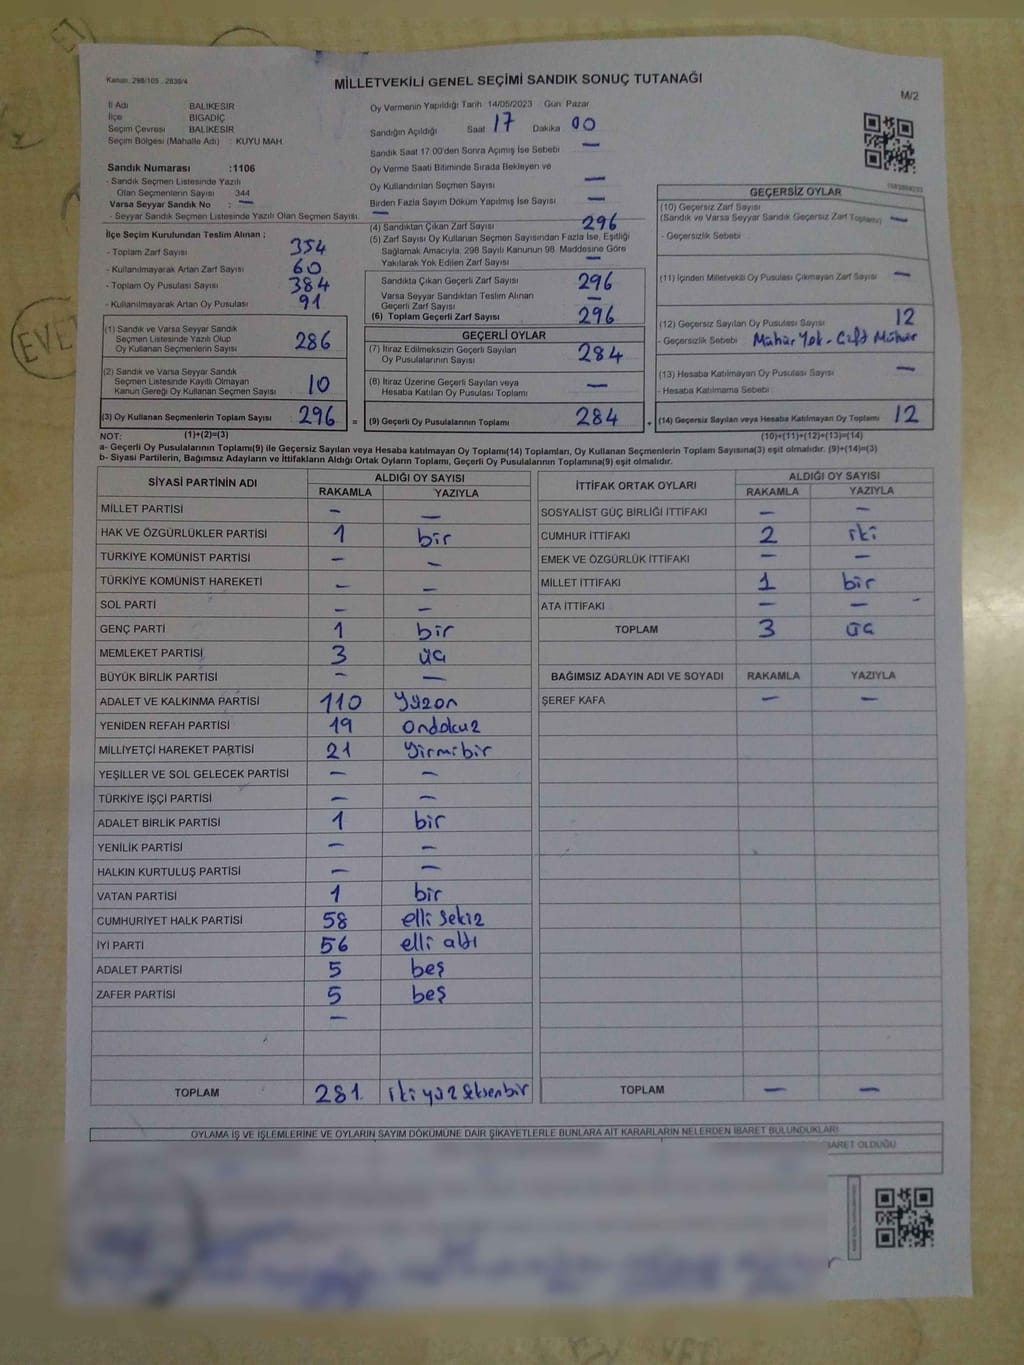 Kanun: 298/105 , 2839/4
MİLLETVEKİLİ GENEL SEÇİMİ SANDIK SONUÇ TUTANAĞI
M/2
İl Adı BALIKESİR
İlçe BİGADİÇ
Seçim Çevresi BALIKESİR
Seçim Bölgesi (Mahalle Adı) : KUYU MAH
Oy Vermenin Yapıldığı Tarih 14/05/2023 Gün Pazar
Sandığın Açıldığı Saat 17 Dakika 00
Sandık Saat 17:00'den Sonra Açımış İse Sebebi —
Oy Verme Saati Bitiminde Sırada Bekleyen ve
Oy Kullandırılan Seçmen Sayısı —
Birden Fazla Sayım Döküm Yapılmış İse Sayısı —
Sandık Numarası :1106
- Sandık Seçmen Listesinde Yazılı
Olan Seçmenlerin Sayısı 344
Varsa Seyyar Sandık No : —
- Seyyar Sandık Seçmen Listesinde Yazılı Olan Seçmen Sayısı. —
İlçe Seçim Kurulundan Teslim Alınan ;
- Toplam Zarf Sayısı 354
- Kullanılmayarak Artan Zarf Sayısı 60
- Toplam Oy Pusulası Sayısı 384
- Kullanılmayarak Artan Oy Pusulası 91
(1) Sandık ve Varsa Seyyar Sandık
Seçmen Listesinde Yazılı Olup
Oy Kullanan Seçmenlerin Sayısı 286
(2) Sandık ve Varsa Seyyar Sandık
Seçmen Listesinde Kayıtlı Olmayan
Kanun Gereği Oy Kullanan Seçmen Sayısı 10
(3) Oy Kullanan Seçmenlerin Toplam Sayısı 296 =
(4) Sandıktan Çıkan Zarf Sayısı 296
(5) Zarf Sayısı Oy Kullanan Seçmen Sayısından Fazla İse, Eşitliği
Sağlamak Amacıyla, 298 Sayılı Kanunun 98. Maddesine Göre
Yakılarak Yok Edilen Zarf Sayısı —
Sandıkta Çıkan Geçerli Zarf Sayısı 296
Varsa Seyyar Sandıktan Teslim Alınan
Geçerli Zarf Sayısı —
(6) Toplam Geçerli Zarf Sayısı 296
GEÇERLİ OYLAR
(7) İtiraz Edilmeksizin Geçerli Sayılan
Oy Pusulalarının Sayısı 284
(8) İtiraz Üzerine Geçerli Sayılan veya
Hesaba Katılan Oy Pusulası Toplamı —
(9) Geçerli Oy Pusulalarının Toplamı 284 +
GEÇERSİZ OYLAR
(10) Geçersiz Zarf Sayısı
(Sandık ve Varsa Seyyar Sandık Geçersiz Zarf Toplamı) —
- Geçersizlik Sebebi
(11) İçinden Milletvekili Oy Pusulası Çıkmayan Zarf Sayısı —
(12) Geçersiz Sayılan Oy Pusulası Sayısı 12
- Geçersizlik Sebebi Mühür Yok - Çift Mühür
(13) Hesaba Katılmayan Oy Pusulası Sayısı —
- Hesaba Katılmama Sebebi
(14) Geçersiz Sayılan veya Hesaba Katılmayan Oy Toplamı 12
NOT: (1)+(2)=(3) (10)+(11)+(12)+(13)=(14)
a- Geçerli Oy Pusulalarının Toplamı(9) ile Geçersiz Sayılan veya Hesaba katılmayan Oy Toplamı(14) Toplamları, Oy Kullanan Seçmenlerin Toplam Sayısına(3) eşit olmalıdır. (9)+(14)=(3)
b- Siyasi Partilerin, Bağımsız Adayların ve İttifakların Aldığı Ortak Oyların Toplamı, Geçerli Oy Pusulalarının Toplamına(9) eşit olmalıdır.
SİYASİ PARTİNİN ADI ALDIĞI OY SAYISI
RAKAMLA YAZIYLA
MİLLET PARTİSİ — —
HAK VE ÖZGÜRLÜKLER PARTİSİ 1 bir
TÜRKİYE KOMÜNİST PARTİSİ — —
TÜRKİYE KOMÜNİST HAREKETİ — —
SOL PARTİ — —
GENÇ PARTİ 1 bir
MEMLEKET PARTİSİ 3 üç
BÜYÜK BİRLİK PARTİSİ — —
ADALET VE KALKINMA PARTİSİ 110 Yüzon
YENİDEN REFAH PARTİSİ 19 Ondokuz
MİLLİYETÇİ HAREKET PARTİSİ 21 Yirmibir
YEŞİLLER VE SOL GELECEK PARTİSİ — —
TÜRKİYE İŞÇİ PARTİSİ — —
ADALET BİRLİK PARTİSİ 1 bir
YENİLİK PARTİSİ — —
HALKIN KURTULUŞ PARTİSİ — —
VATAN PARTİSİ 1 bir
CUMHURİYET HALK PARTİSİ 58 elli sekiz
İYİ PARTİ 56 elli altı
ADALET PARTİSİ 5 beş
ZAFER PARTİSİ 5 beş
—
TOPLAM 281 iki yüz seksenbir
İTTİFAK ORTAK OYLARI ALDIĞI OY SAYISI
RAKAMLA YAZIYLA
SOSYALİST GÜÇ BİRLİĞİ İTTİFAKI — —
CUMHUR İTTİFAKI 2 iki
EMEK VE ÖZGÜRLÜK İTTİFAKI — —
MİLLET İTTİFAKI 1 bir
ATA İTTİFAKI — —
TOPLAM 3 üç
BAĞIMSIZ ADAYIN ADI VE SOYADI RAKAMLA YAZIYLA
ŞEREF KAFA — —
TOPLAM — —
OYLAMA İŞ VE İŞLEMLERİNE VE OYLARIN SAYIM DÖKÜMÜNE DAİR ŞİKAYETLERLE BUNLARA AİT KARARLARIN NELERDEN İBARET BULUNDUKLARI
İBARET OLDUĞU
EVET